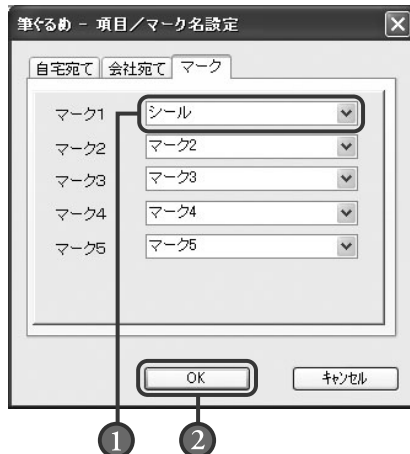 筆ぐるめ - 項目／マーク名設定
自宅宛て 会社宛て マーク
マーク1 シール
マーク2 マーク2
マーク3 マーク3
マーク4 マーク4
マーク5 マーク5
OK キャンセル
1 2